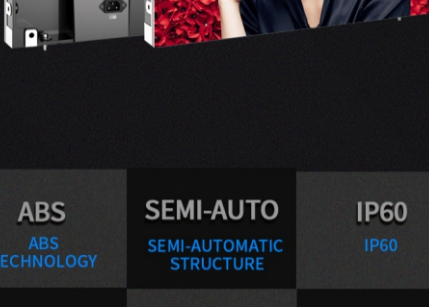 ABS
SEMI-AUTO
IP60
ABS
ECHNOLOGY
SEMI-AUTOMATIC
STRUCTURE
IP60